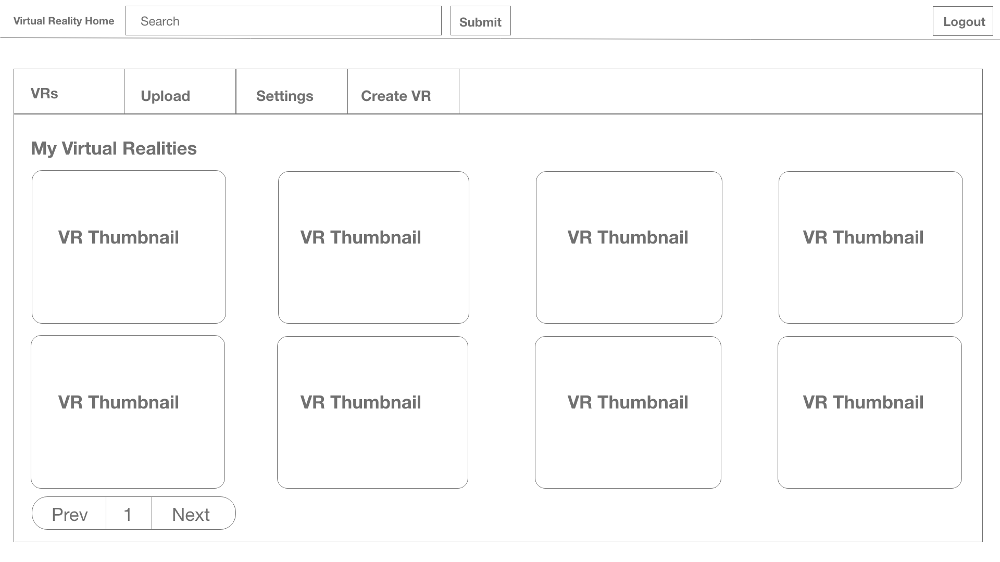 Virtual Reality Home
Search
Submit
Logout
VRs
Upload
Settings
Create VR
My Virtual Realities
VR Thumbnail
VR Thumbnail
VR Thumbnail
VR Thumbnail
VR Thumbnail
VR Thumbnail
VR Thumbnail
VR Thumbnail
Prev
1
Next